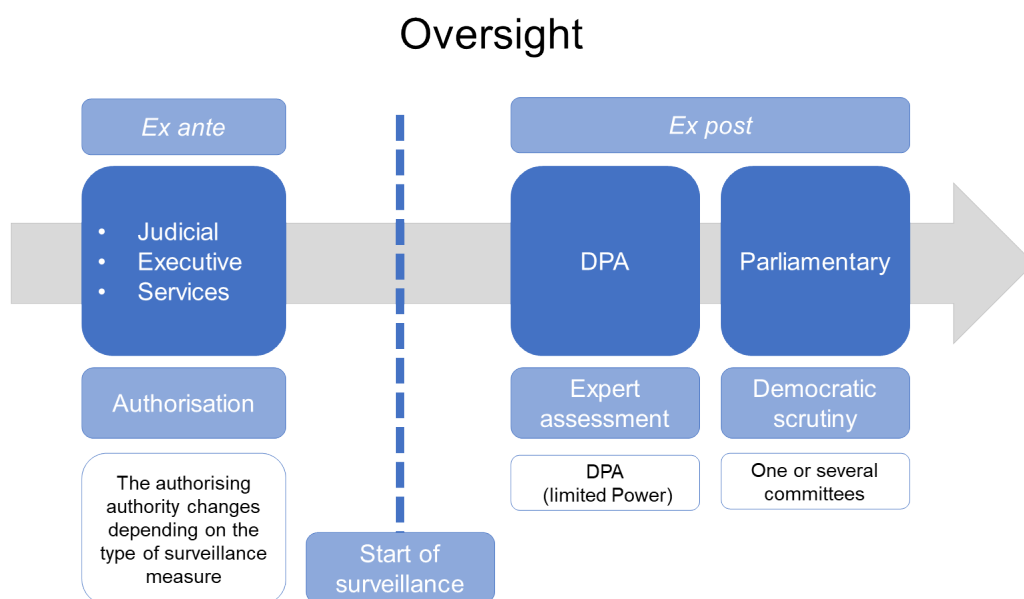 Oversight
Ex ante
Ex post
• Judicial
• Executive
• Services
DPA
Parliamentary
Authorisation
Expert
assessment
Democratic
scrutiny
The authorising
authority changes
depending on the
type of surveillance
measure
DPA
(limited Power)
One or several
committees
Start of
surveillance